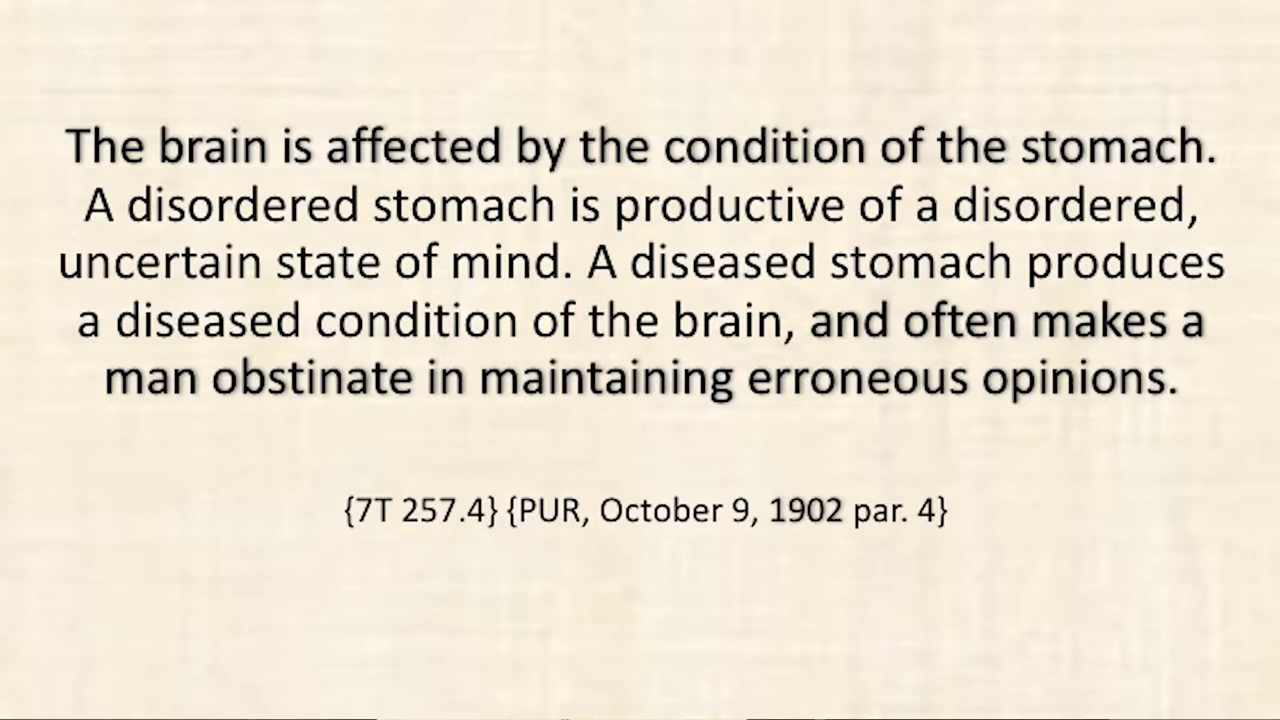 The brain is affected by the condition of the stomach.
A disordered stomach is productive of a disordered,
uncertain state of mind. A diseased stomach produces
a diseased condition of the brain, and often makes a
man obstinate in maintaining erroneous opinions.
{7T 257.4} {PUR, October 9, 1902 par. 4}